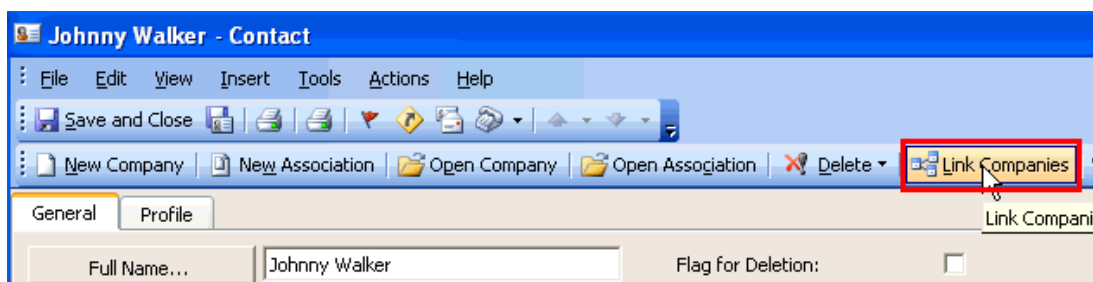 Johnny Walker - Contact
File Edit View Insert Tools Actions Help
Save and Close
New Company New Association Open Company Open Association Delete Link Companies
General Profile Link Compani
Full Name... Johnny Walker Flag for Deletion: